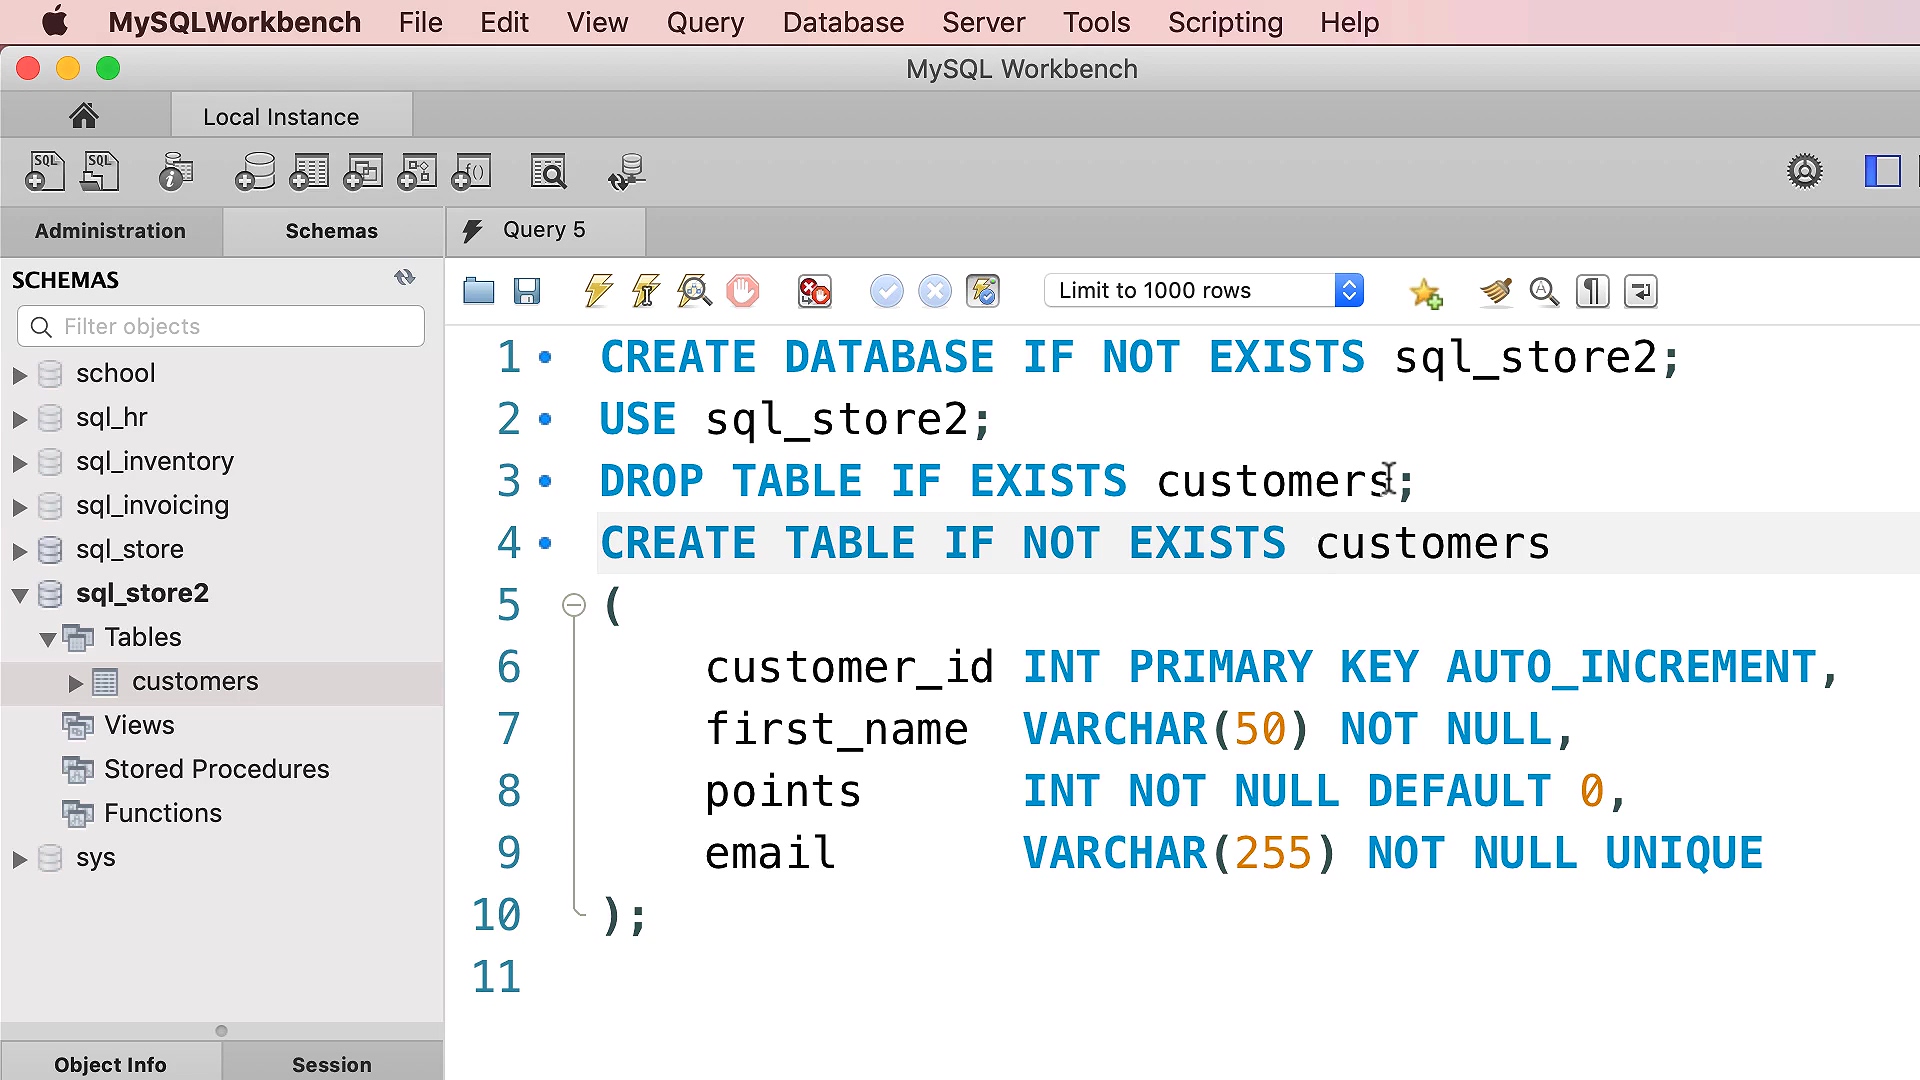 MySQLWorkbench File Edit View Query Database Server Tools Scripting Help
MySQL Workbench
Local Instance
SQL SQL
Administration Schemas Query 5
SCHEMAS
Limit to 1000 rows
Filter objects
school
sql_hr
sql_inventory
sql_invoicing
sql_store
sql_store2
Tables
customers
Views
Stored Procedures
Functions
sys
Object Info Session
1 CREATE DATABASE IF NOT EXISTS sql_store2;
2 USE sql_store2;
3 DROP TABLE IF EXISTS customers;
4 CREATE TABLE IF NOT EXISTS customers
5 (
6 customer_id INT PRIMARY KEY AUTO_INCREMENT,
7 first_name VARCHAR(50) NOT NULL,
8 points INT NOT NULL DEFAULT 0,
9 email VARCHAR(255) NOT NULL UNIQUE
10 );
11